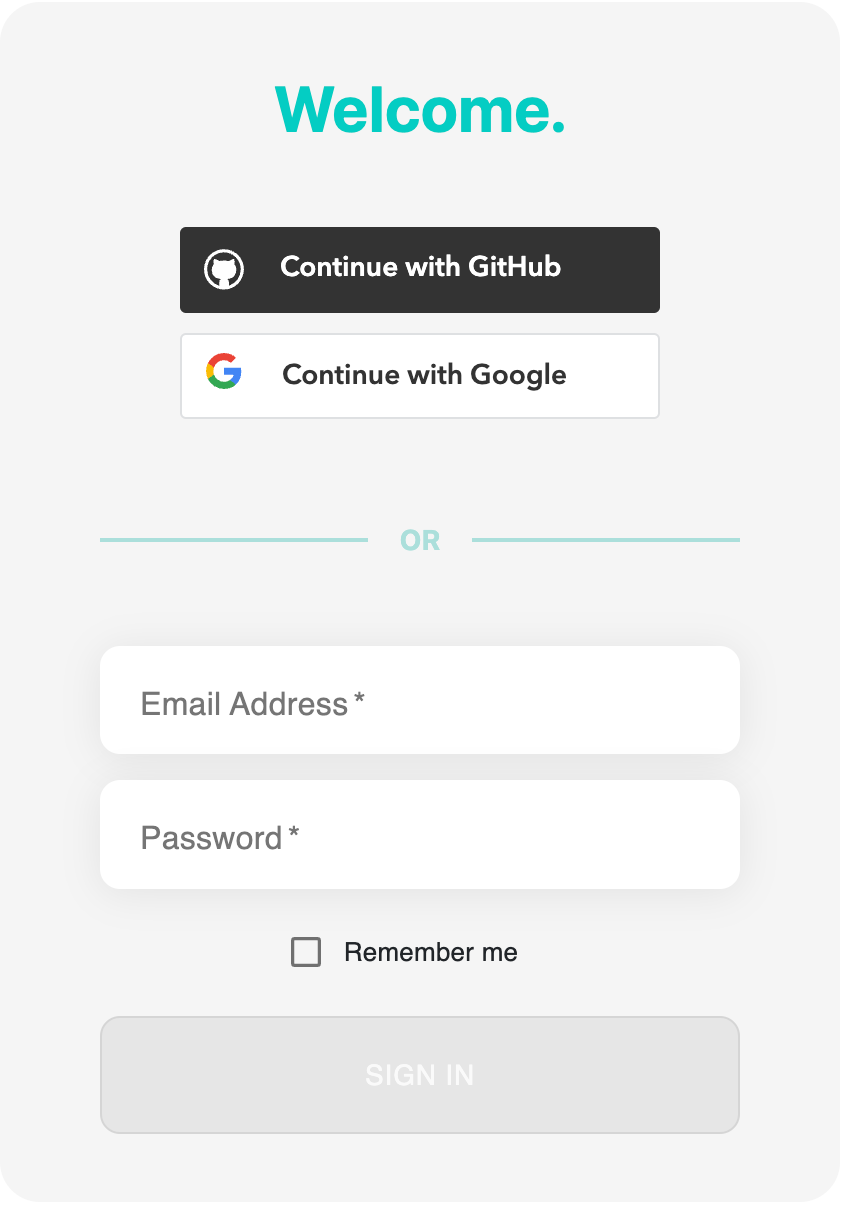 Welcome.
Continue with GitHub
Continue with Google
OR
Email Address *
Password *
Remember me
SIGN IN